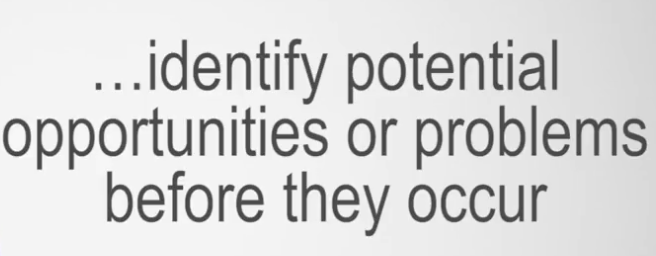 …identify potential
opportunities or problems
before they occur